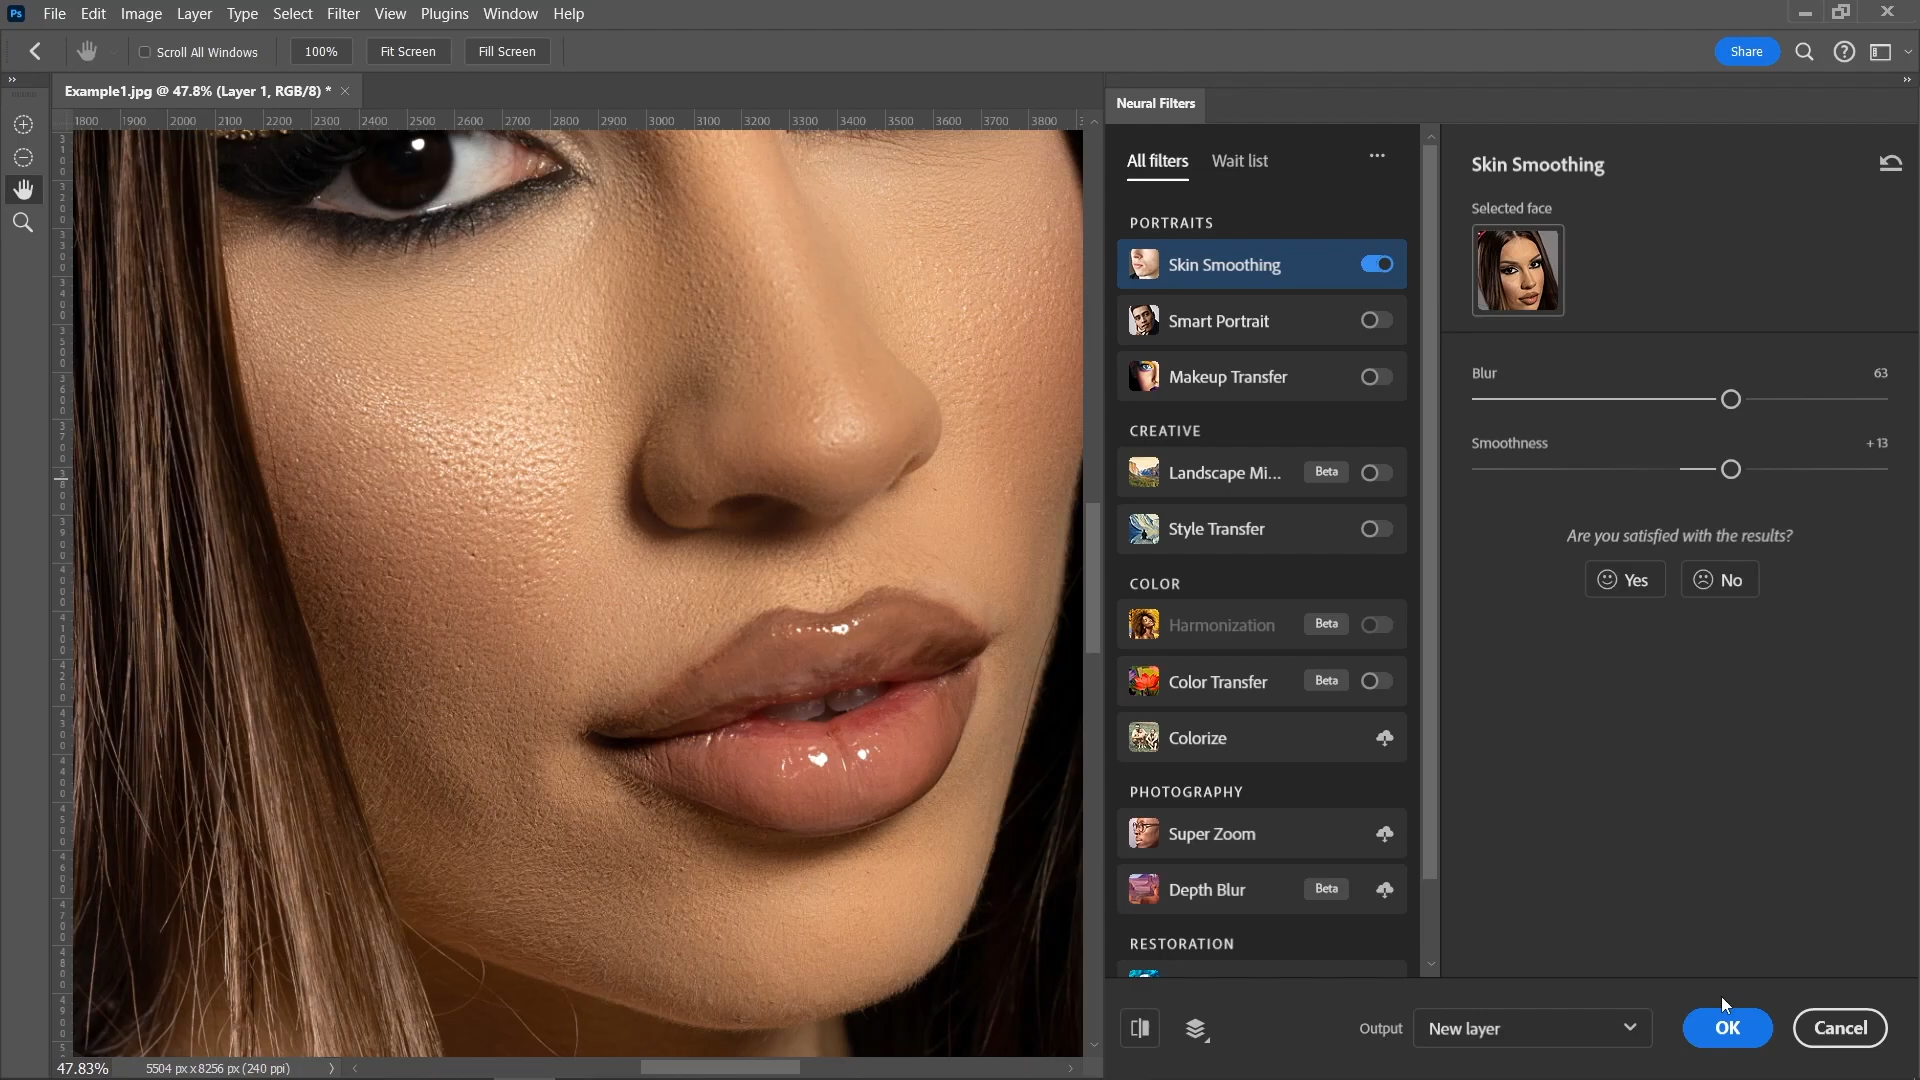 Ps File Edit Image Layer Type Select Filter View Plugins Window Help
Scroll All Windows 100% Fit Screen Fill Screen Share
Example1.jpg @ 47.8% (Layer 1, RGB/8) *
Neural Filters
1800 1900 2000 2100 2200 2300 2400 2500 2600 2700 2800 2900 3000 3100 3200 3300 3400 3500 3600 3700 3800
All filters Wait list
PORTRAITS
Skin Smoothing
Smart Portrait
Makeup Transfer
CREATIVE
Landscape Mi... Beta
Style Transfer
COLOR
Harmonization Beta
Color Transfer Beta
Colorize
PHOTOGRAPHY
Super Zoom
Depth Blur Beta
RESTORATION
Skin Smoothing
Selected face
Blur 63
Smoothness +13
Are you satisfied with the results?
Yes No
Output New layer OK Cancel
47.83% 5504 px x 8256 px (240 ppi)